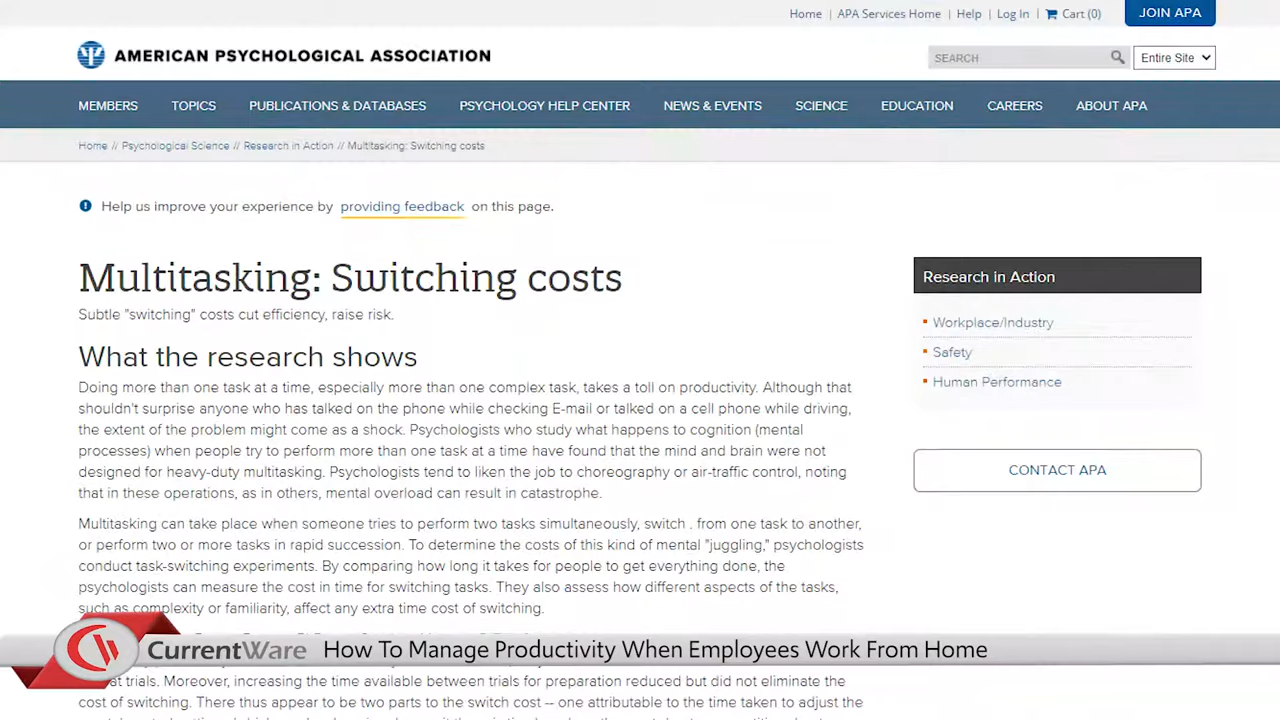 Home | APA Services Home | Help | Log In | Cart (0) JOIN APA
AMERICAN PSYCHOLOGICAL ASSOCIATION
SEARCH Entire Site
MEMBERS TOPICS PUBLICATIONS & DATABASES PSYCHOLOGY HELP CENTER NEWS & EVENTS SCIENCE EDUCATION CAREERS ABOUT APA
Home // Psychological Science // Research in Action // Multitasking: Switching costs
Help us improve your experience by providing feedback on this page.
Multitasking: Switching costs
Subtle "switching" costs cut efficiency, raise risk.
What the research shows
Doing more than one task at a time, especially more than one complex task, takes a toll on productivity. Although that
shouldn't surprise anyone who has talked on the phone while checking E-mail or talked on a cell phone while driving,
the extent of the problem might come as a shock. Psychologists who study what happens to cognition (mental
processes) when people try to perform more than one task at a time have found that the mind and brain were not
designed for heavy-duty multitasking. Psychologists tend to liken the job to choreography or air-traffic control, noting
that in these operations, as in others, mental overload can result in catastrophe.
Multitasking can take place when someone tries to perform two tasks simultaneously, switch . from one task to another,
or perform two or more tasks in rapid succession. To determine the costs of this kind of mental "juggling," psychologists
conduct task-switching experiments. By comparing how long it takes for people to get everything done, the
psychologists can measure the cost in time for switching tasks. They also assess how different aspects of the tasks,
such as complexity or familiarity, affect any extra time cost of switching.
Research in Action
Workplace/Industry
Safety
Human Performance
CONTACT APA
CurrentWare How To Manage Productivity When Employees Work From Home
trials. Moreover, increasing the time available between trials for preparation reduced but did not eliminate the
cost of switching. There thus appear to be two parts to the switch cost -- one attributable to the time taken to adjust the